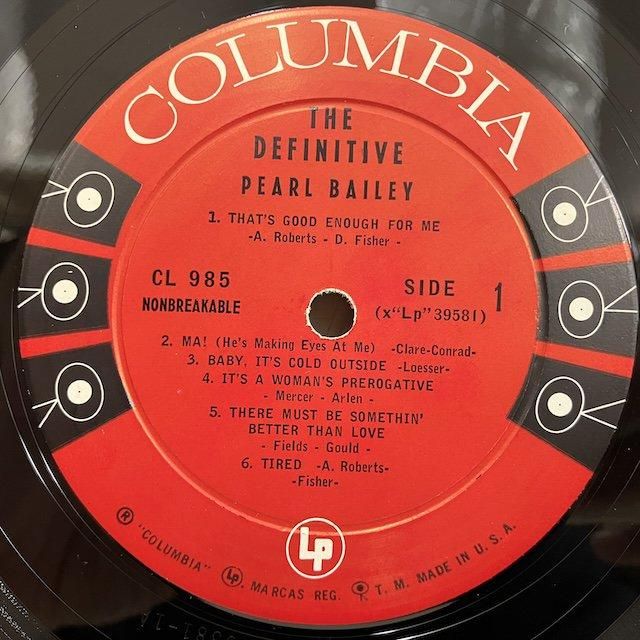 COLUMBIA
THE
DEFINITIVE
PEARL BAILEY
1. THAT'S GOOD ENOUGH FOR ME
-A. Roberts - D. Fisher -
CL 985
NONBREAKABLE
SIDE 1
(x"Lp" 39581)
2. MA! (He's Making Eyes At Me) -Clare-Conrad-
3. BABY, IT'S COLD OUTSIDE -Loesser-
4. IT'S A WOMAN'S PREROGATIVE
- Mercer - Arlen -
5. THERE MUST BE SOMETHIN'
BETTER THAN LOVE
- Fields - Gould -
6. TIRED -A. Roberts-
-Fisher-
Lp
® "COLUMBIA" Lp, MARCAS REG. T. M. MADE IN U. S. A.